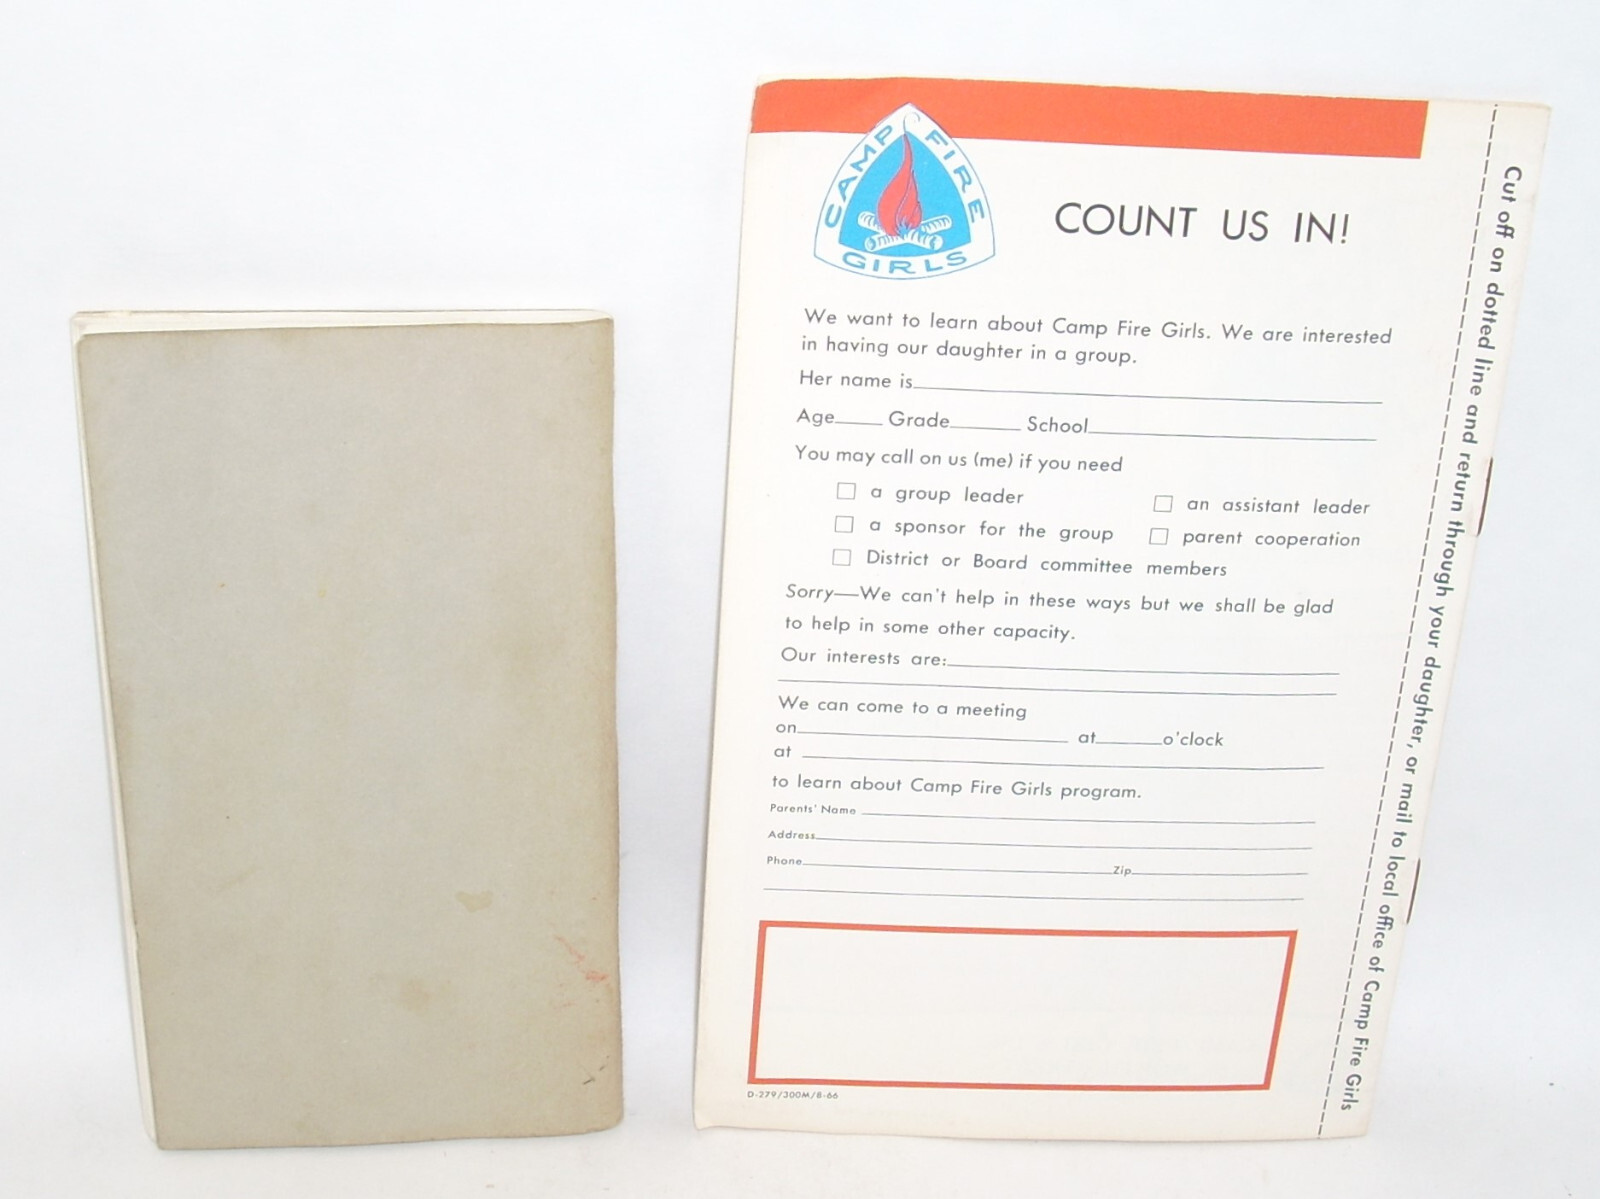 CAMP FIRE
GIRLS
COUNT US IN!
We want to learn about Camp Fire Girls. We are interested
in having our daughter in a group.
Her name is
Age Grade School
You may call on us (me) if you need
a group leader an assistant leader
a sponsor for the group parent cooperation
District or Board committee members
Sorry—We can't help in these ways but we shall be glad
to help in some other capacity.
Our interests are:
We can come to a meeting
on at o'clock
at
to learn about Camp Fire Girls program.
Parents' Name
Address
Phone Zip
D-279/300M/8-66
Cut off on dotted line and return through your daughter, or mail to local office of Camp Fire Girls